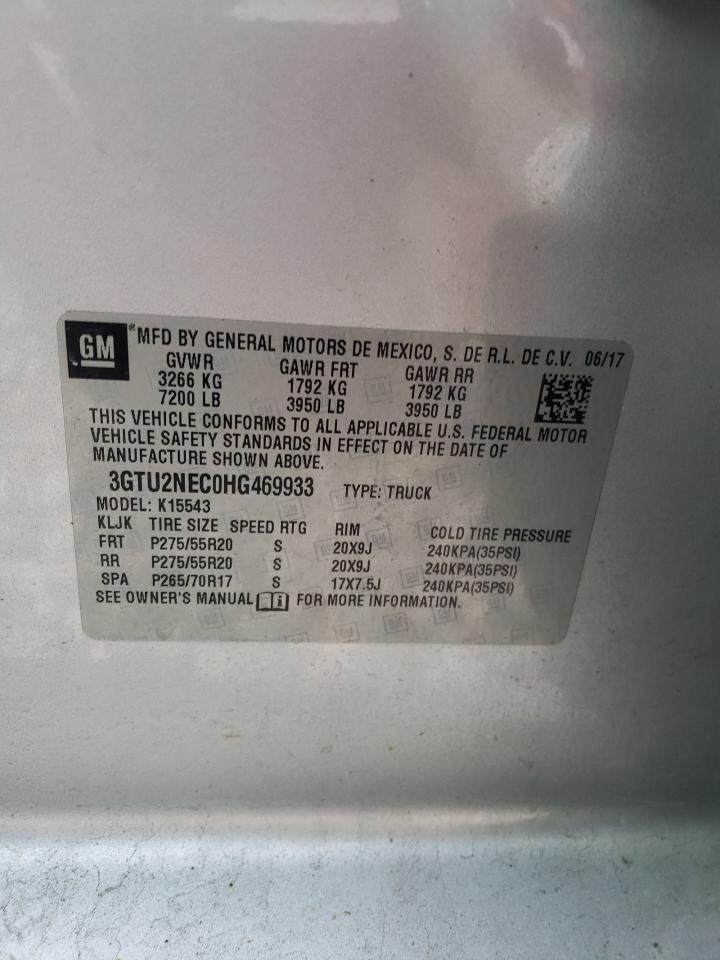 GM ® MFD BY GENERAL MOTORS DE MEXICO, S. DE R.L. DE C.V. 06/17
GVWR GAWR FRT GAWR RR
3266 KG 1792 KG 1792 KG
7200 LB 3950 LB 3950 LB
THIS VEHICLE CONFORMS TO ALL APPLICABLE U.S. FEDERAL MOTOR
VEHICLE SAFETY STANDARDS IN EFFECT ON THE DATE OF
MANUFACTURE SHOWN ABOVE.
3GTU2NEC0HG469933 TYPE: TRUCK
MODEL: K15543
KLJK TIRE SIZE SPEED RTG RIM COLD TIRE PRESSURE
FRT P275/55R20 S 20X9J 240KPA(35PSI)
RR P275/55R20 S 20X9J 240KPA(35PSI)
SPA P265/70R17 S 17X7.5J 240KPA(35PSI)
SEE OWNER'S MANUAL i FOR MORE INFORMATION.